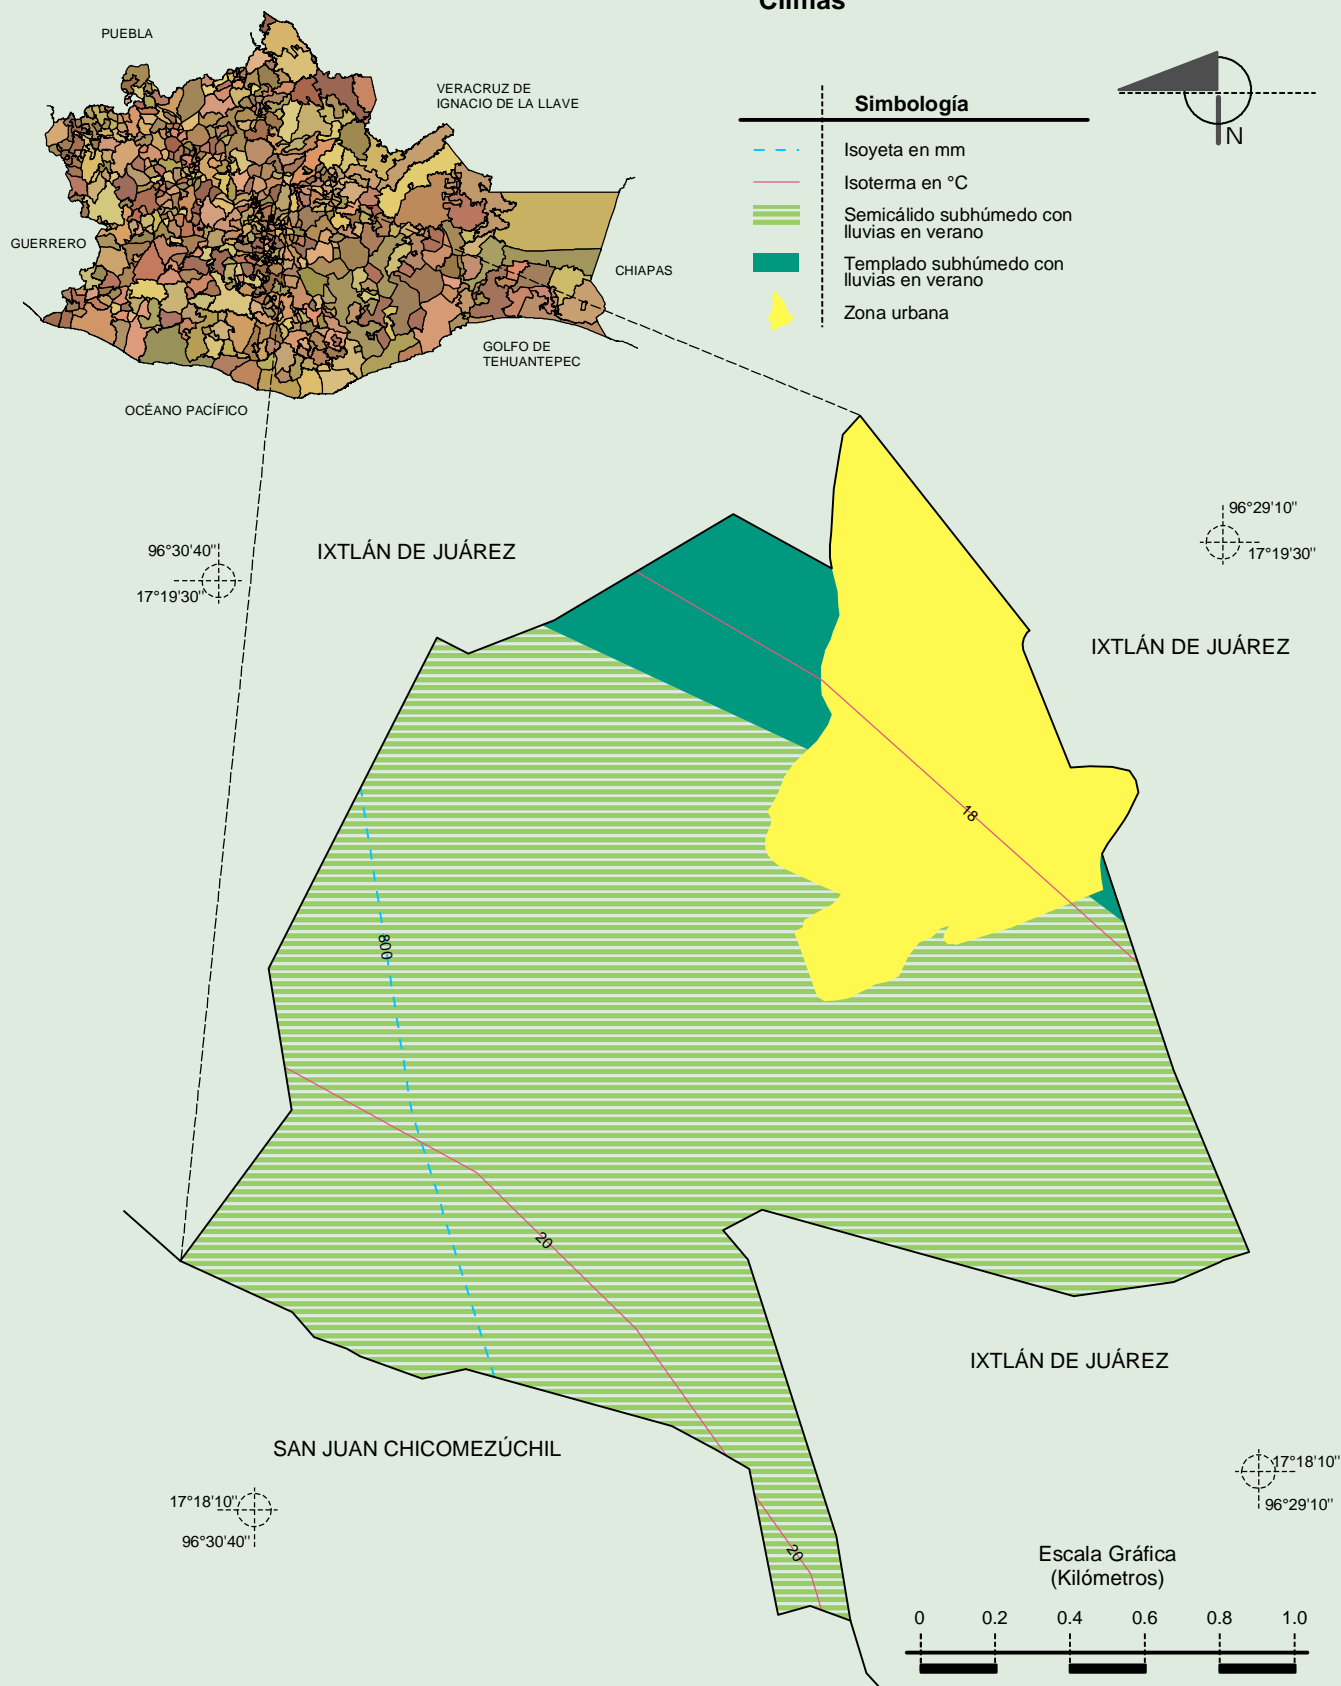 Climas
PUEBLA
VERACRUZ DE
IGNACIO DE LA LLAVE
GUERRERO
CHIAPAS
GOLFO DE
TEHUANTEPEC
OCÉANO PACÍFICO
Simbología
Isoyeta en mm
Isoterma en °C
Semicálido subhúmedo con
lluvias en verano
Templado subhúmedo con
lluvias en verano
Zona urbana
N
96°30'40"
17°19'30"
IXTLÁN DE JUÁREZ
96°29'10"
17°19'30"
IXTLÁN DE JUÁREZ
18
800
20
IXTLÁN DE JUÁREZ
SAN JUAN CHICOMEZÚCHIL
17°18'10"
96°30'40"
17°18'10"
96°29'10"
20
Escala Gráfica
(Kilómetros)
0 0.2 0.4 0.6 0.8 1.0